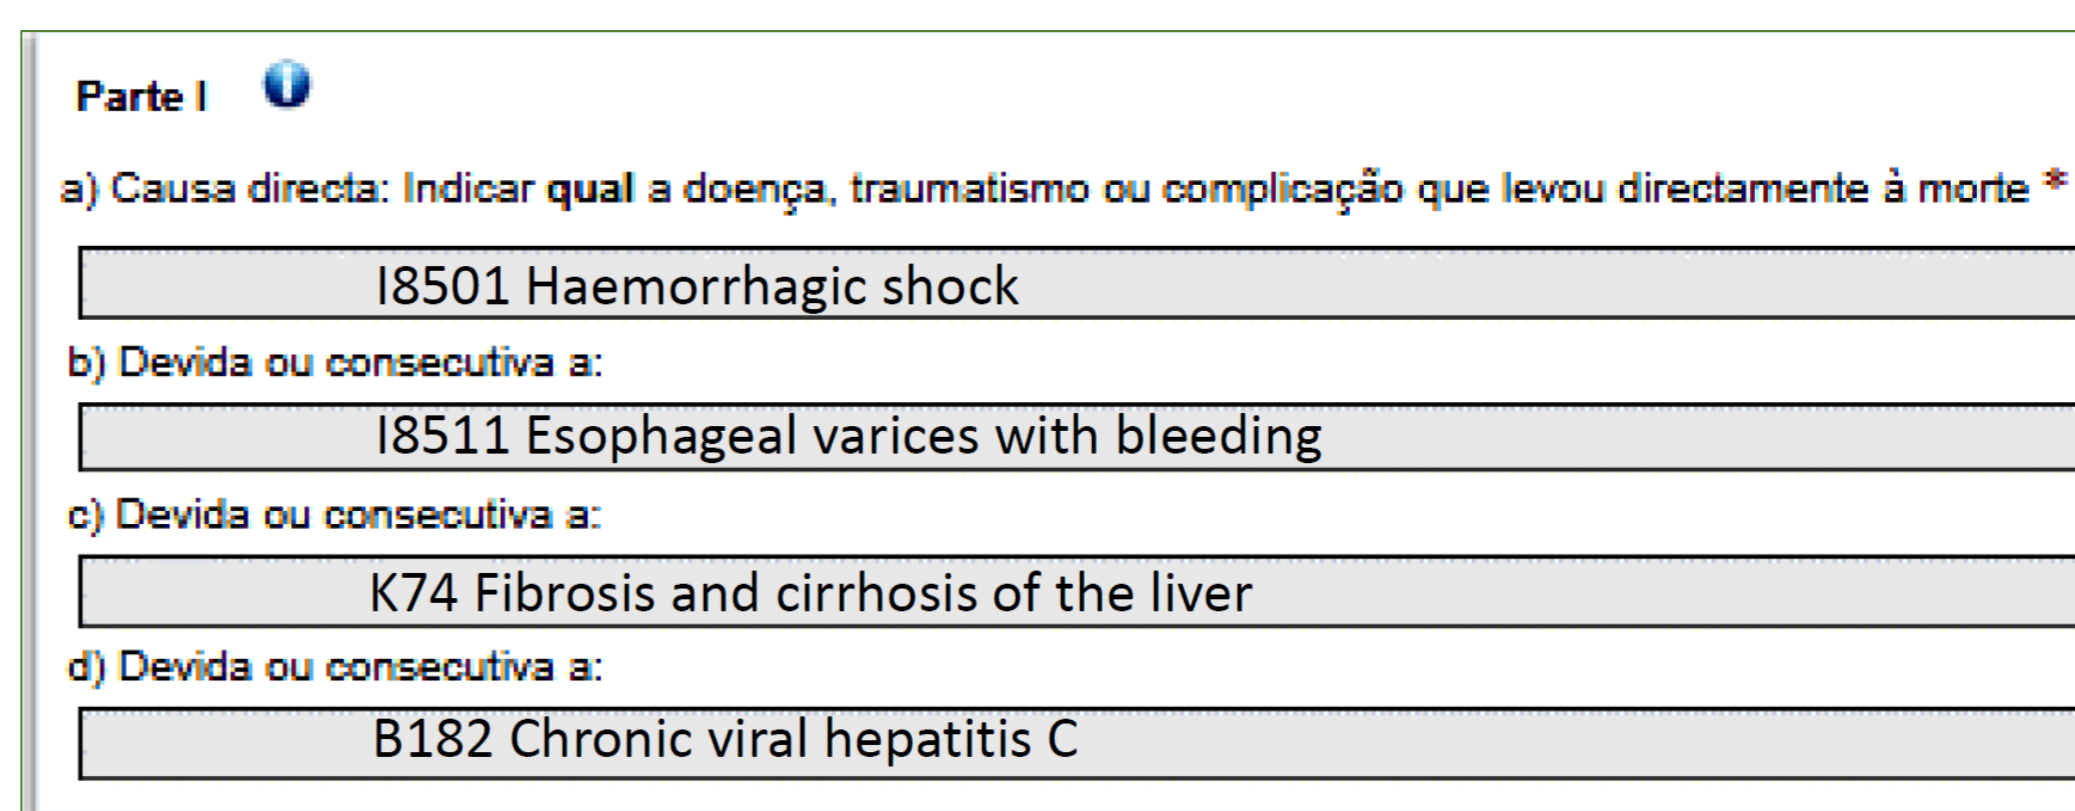 Parte I
a) Causa directa: Indicar qual a doença, traumatismo ou complicação que levou directamente à morte *
I8501 Haemorrhagic shock
b) Devida ou consecutiva a:
I8511 Esophageal varices with bleeding
c) Devida ou consecutiva a:
K74 Fibrosis and cirrhosis of the liver
d) Devida ou consecutiva a:
B182 Chronic viral hepatitis C